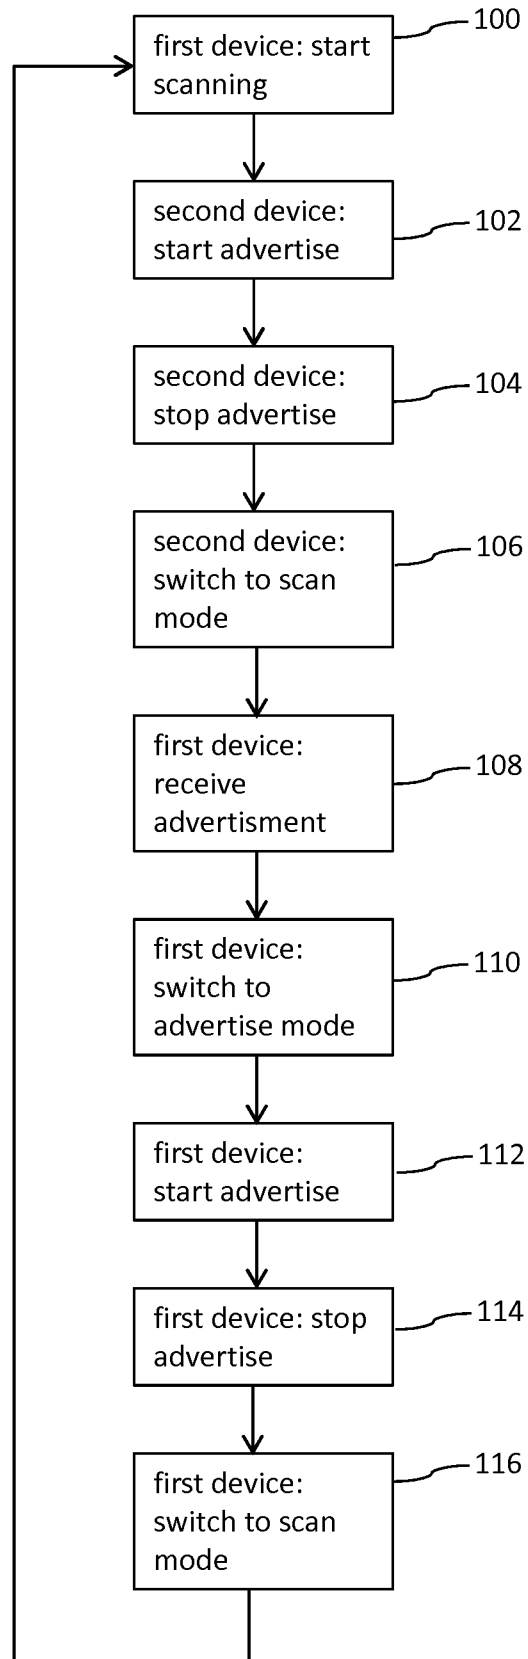 100
first device: start
scanning
102
second device:
start advertise
104
second device:
stop advertise
106
second device:
switch to scan
mode
108
first device:
receive
advertisment
110
first device:
switch to
advertise mode
112
first device:
start advertise
114
first device: stop
advertise
116
first device:
switch to scan
mode